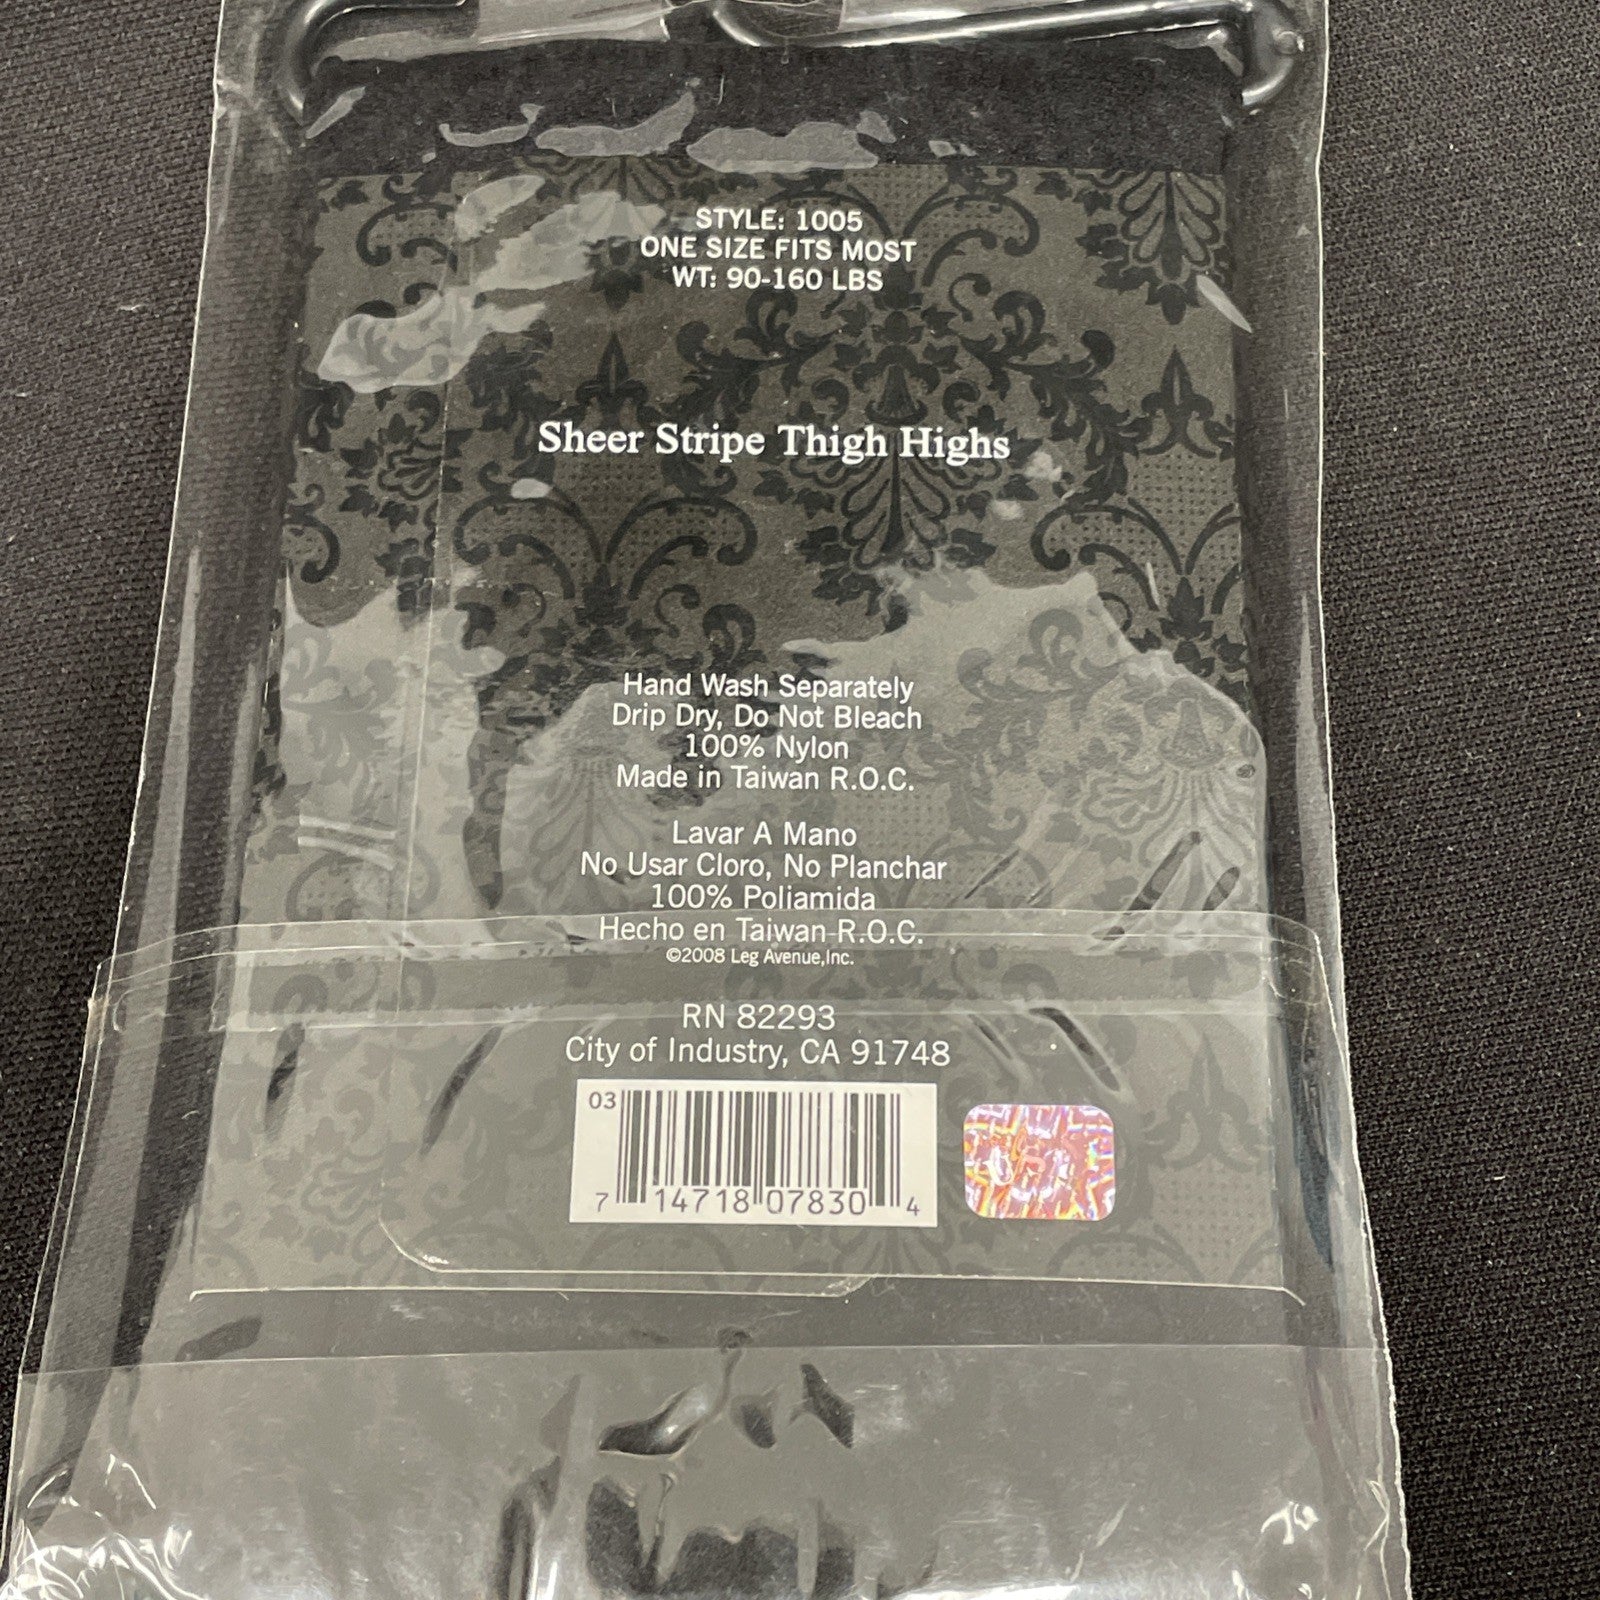 STYLE: 1005
ONE SIZE FITS MOST
WT: 90-160 LBS
Sheer Stripe Thigh Highs
Hand Wash Separately
Drip Dry, Do Not Bleach
100% Nylon
Made in Taiwan R.O.C.
Lavar A Mano
No Usar Cloro, No Planchar
100% Poliamida
Hecho en Taiwan R.O.C.
©2008 Leg Avenue,Inc.
RN 82293
City of Industry, CA 91748
03
7 14718 07830 4